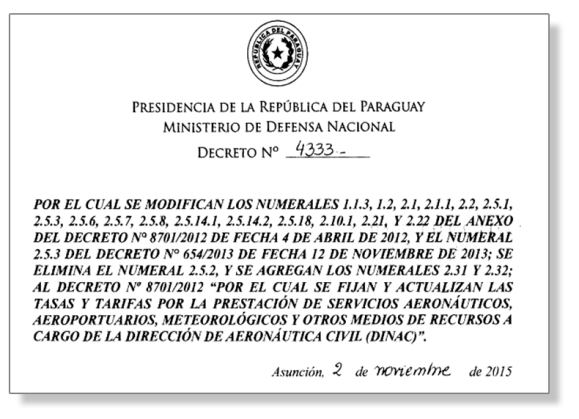 REPÚBLICA DEL PARAGUAY
PRESIDENCIA DE LA REPÚBLICA DEL PARAGUAY
MINISTERIO DE DEFENSA NACIONAL
DECRETO Nº 4333.-
POR EL CUAL SE MODIFICAN LOS NUMERALES 1.1.3, 1.2, 2.1, 2.1.1, 2.2, 2.5.1,
2.5.3, 2.5.6, 2.5.7, 2.5.8, 2.5.14.1, 2.5.14.2, 2.5.18, 2.10.1, 2.21, Y 2.22 DEL ANEXO
DEL DECRETO Nº 8701/2012 DE FECHA 4 DE ABRIL DE 2012, Y EL NUMERAL
2.5.3 DEL DECRETO Nº 654/2013 DE FECHA 12 DE NOVIEMBRE DE 2013; SE
ELIMINA EL NUMERAL 2.5.2, Y SE AGREGAN LOS NUMERALES 2.31 Y 2.32;
AL DECRETO Nº 8701/2012 “POR EL CUAL SE FIJAN Y ACTUALIZAN LAS
TASAS Y TARIFAS POR LA PRESTACIÓN DE SERVICIOS AERONÁUTICOS,
AEROPORTUARIOS, METEOROLÓGICOS Y OTROS MEDIOS DE RECURSOS A
CARGO DE LA DIRECCIÓN DE AERONÁUTICA CIVIL (DINAC)”.
Asunción, 2 de noviembre de 2015